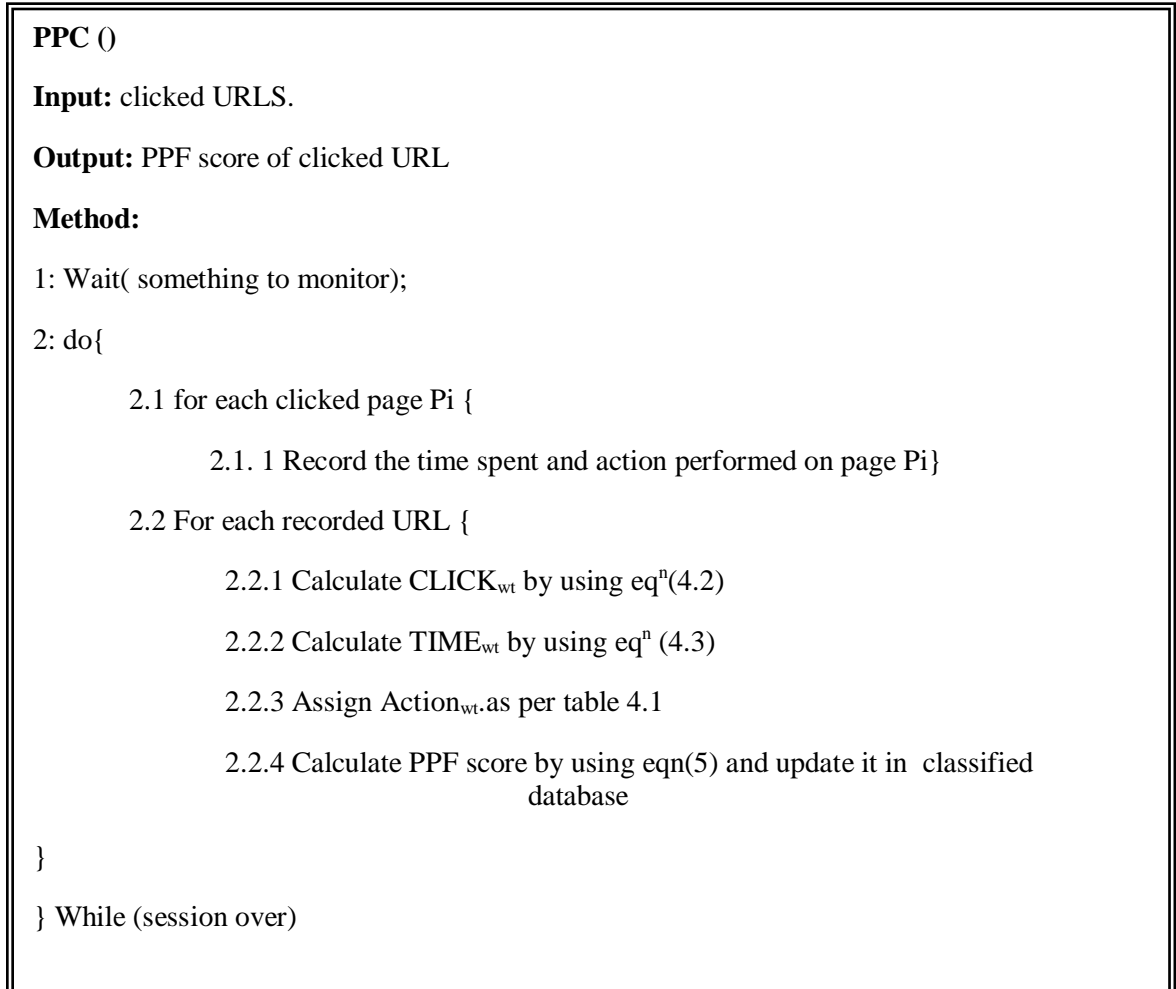 PPC ()
Input: clicked URLS.
Output: PPF score of clicked URL
Method:
1: Wait( something to monitor);
2: do{
2.1 for each clicked page Pi {
2.1. 1 Record the time spent and action performed on page Pi}
2.2 For each recorded URL {
2.2.1 Calculate CLICKwt by using eqn(4.2)
2.2.2 Calculate TIMEwt by using eqn (4.3)
2.2.3 Assign Actionwt.as per table 4.1
2.2.4 Calculate PPF score by using eqn(5) and update it in classified
database
}
} While (session over)